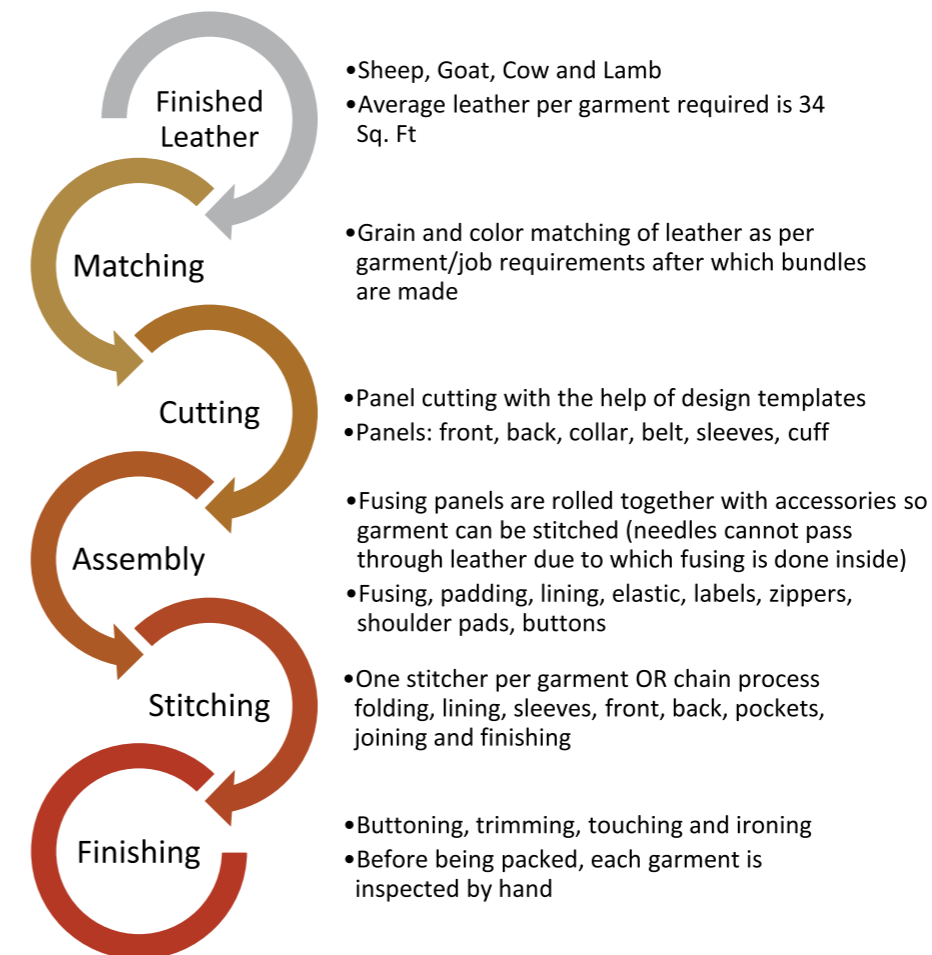 Finished
Leather
•Sheep, Goat, Cow and Lamb
•Average leather per garment required is 34
Sq. Ft
Matching
•Grain and color matching of leather as per
garment/job requirements after which bundles
are made
Cutting
•Panel cutting with the help of design templates
•Panels: front, back, collar, belt, sleeves, cuff
Assembly
•Fusing panels are rolled together with accessories so
garment can be stitched (needles cannot pass
through leather due to which fusing is done inside)
•Fusing, padding, lining, elastic, labels, zippers,
shoulder pads, buttons
Stitching
•One stitcher per garment OR chain process
folding, lining, sleeves, front, back, pockets,
joining and finishing
Finishing
•Buttoning, trimming, touching and ironing
•Before being packed, each garment is
inspected by hand